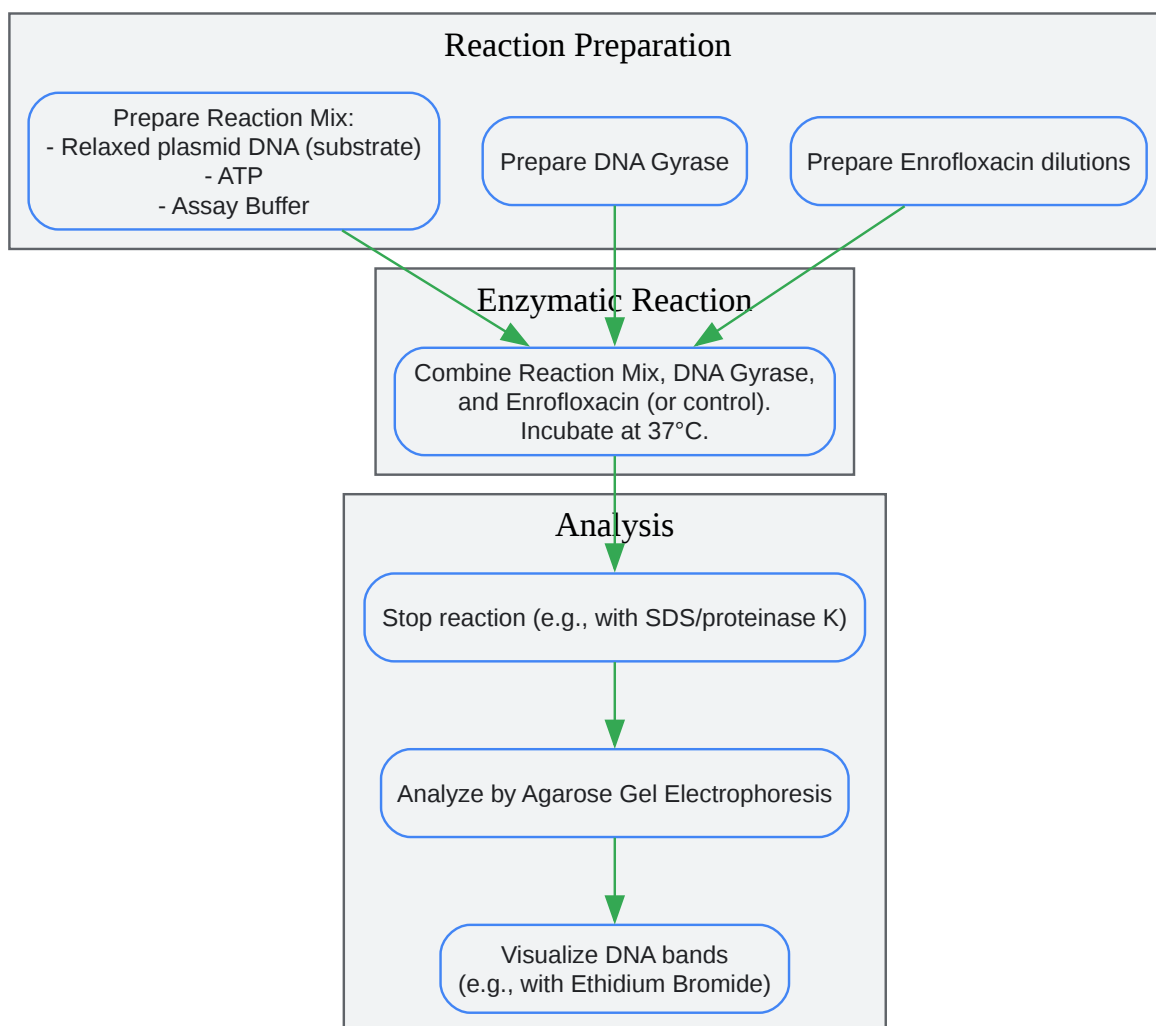 Reaction Preparation
Prepare Reaction Mix:
- Relaxed plasmid DNA (substrate)
- ATP
- Assay Buffer
Prepare DNA Gyrase
Prepare Enrofloxacin dilutions
Enzymatic Reaction
Combine Reaction Mix, DNA Gyrase,
and Enrofloxacin (or control).
Incubate at 37°C.
Analysis
Stop reaction (e.g., with SDS/proteinase K)
Analyze by Agarose Gel Electrophoresis
Visualize DNA bands
(e.g., with Ethidium Bromide)